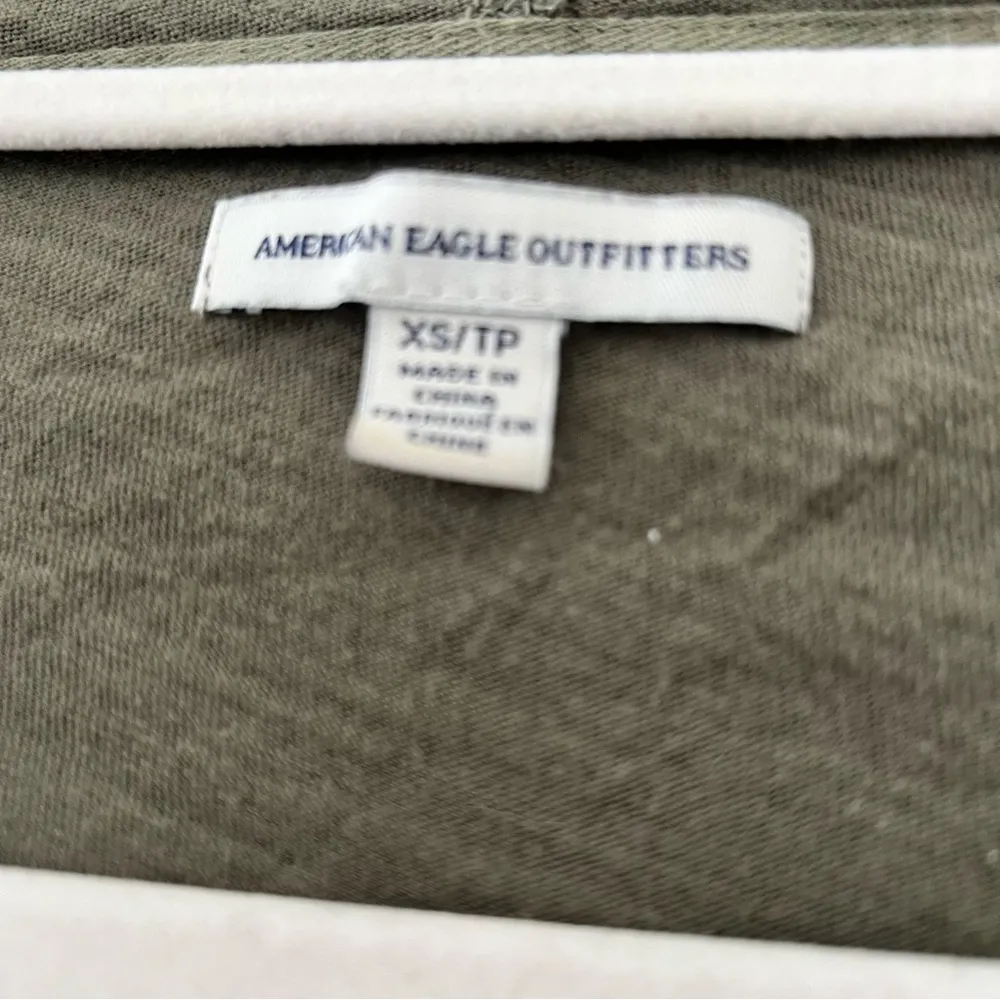 AMERICAN EAGLE OUTFITTERS
XS/TP
MADE IN
CHINA
FABRIQUÉ EN
CHINE